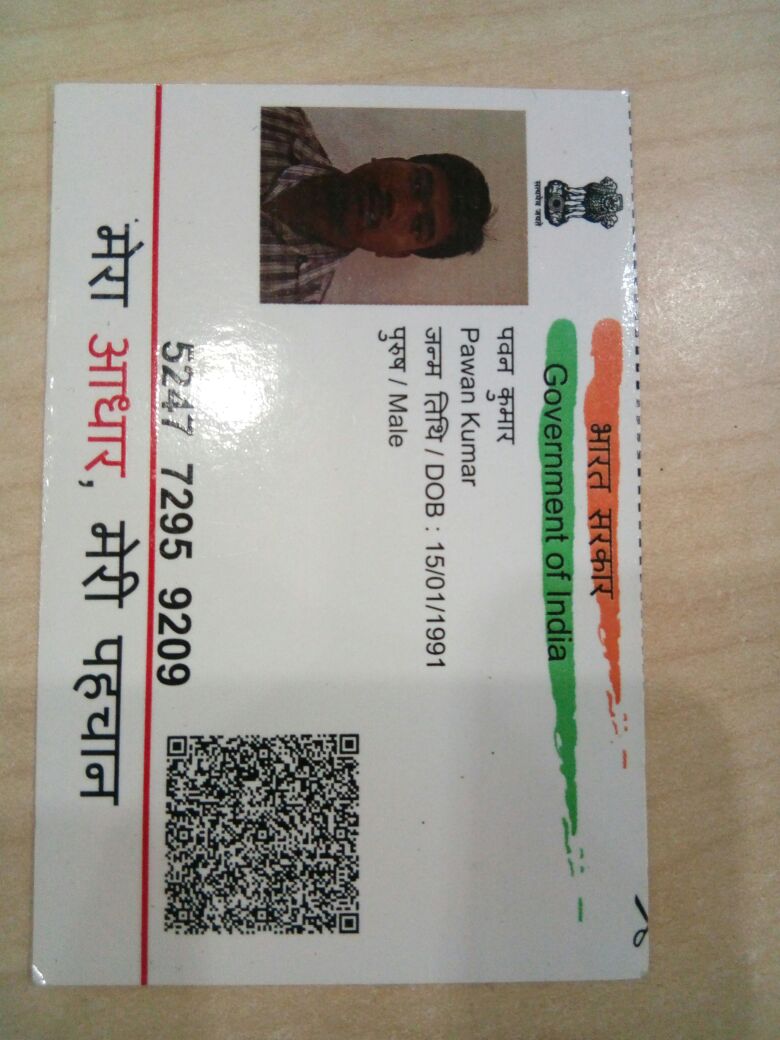 भारत सरकार
Government of India
सत्यमेव जयते
पवन कुमार
Pawan Kumar
जन्म तिथि / DOB : 15/01/1991
पुरुष / Male
5247 7295 9209
मेरा आधार, मेरी पहचान